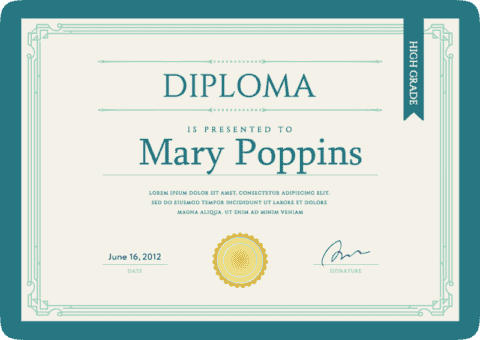 HIGH GRADE
DIPLOMA
IS PRESENTED TO
Mary Poppins
LOREM IPSUM DOLOR SIT AMET, CONSECTETUR ADIPISCING ELIT,
SED DO EIUSMOD TEMPOR INCIDIDUNT UT LABORE ET DOLORE
MAGNA ALIQUA. UT ENIM AD MINIM VENIAM
June 16, 2012
DATE
SIGNATURE